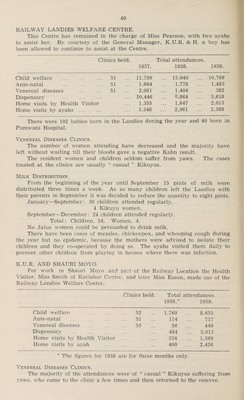 40
RAILWAY LANDIES WELFARE CENTRE.
This Centre has remained in the charge of Miss Pearson, with two ayahs
to assist her. By courtesy of the General Manager, K.U.R. & H. a boy has
been allowed to continue to assist at the Centre.
Clinics held. Total attendances.
1937. 1938. 1939.
Child welfare 51 11,780 13,040 10,769
Ante-natal 51 1,884 1,778 1,463
Venereal diseases 51 2,081 1,404 382
Dispensary 10,446 9,864 5,618
Home visits by Health Visitor 1,355 1,647 2,013
Home visits by ayahs 4,346 2,361 2,388
There were 102 babies born in the Landies during the year and 40 born in
Pumwani Hospital.
VENEREAL DISEASES CLINICS.
The number of women attending have decreased and the majority have
left without waiting till their bloods gave a negative Kahn result.
The resident women and children seldom suffer from yaws. The cases
treated at the clinics are usually " casual " Kikuyus.
MILK DISTRIBUTION.
From the beginning of the year until September 15 pints of milk were
distributed three times a week. As so many children left the Landies with
their parents in September it was decided to reduce the quantity to eight pints.
January—September: 30 children attended regularly.
4 Kikuyu women.
September—December: 24 children attended regularly.
Total: Children, 54. Women, 4.
No Jaluo women could be persuaded to drink milk.
There have been cases of measles, chickenpox, and whooping cough during
the year but no epidemic, because the mothers were advised to isolate their
children and they co-operated by doing so. The ayahs visited them daily to
prevent other children from playing in houses where there was infection.
K.U.R. AND SHAURI MOYO.
For work in Shauri Moyo and part of the Railway Location the Health
Visitor, Miss Smith of Kariokor Centre, and later Miss Eason, made use of the
Railway Landies Welfare Centre.
Clinics held. Total attendances.
1938.* 1939.
Child welfare 52 1,760 8,633
Ante-natal 51 114 717
Venereal diseases 50 56 448
Dispensary 484 3,013
Home visits by Health Visitor 334 1,369
Home visits by ayah 400 2,426
* The figures for 1938 are for three months only.
VENEREAL DISEASES CLINICS.
The majority of the attendances were of " casual " Kikuyus suffering from
yaws, who came to the clinic a few times and then returned to the reserve.